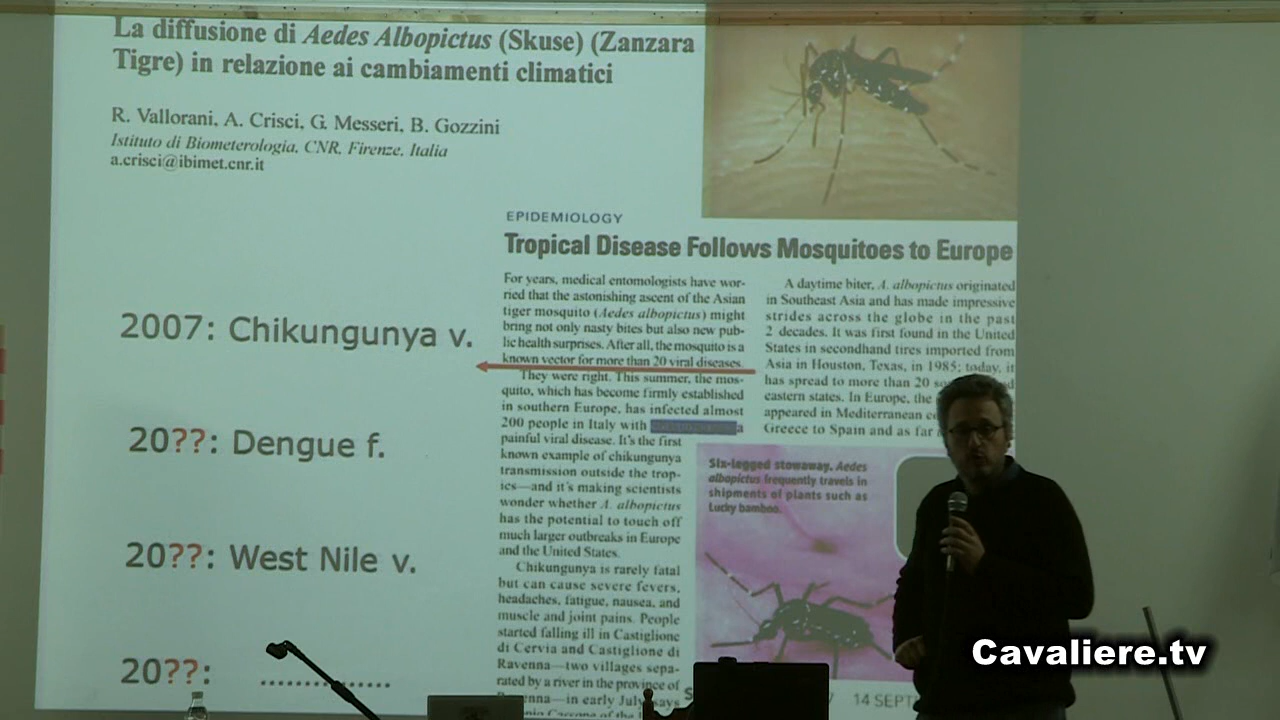 La diffusione di Aedes Albopictus (Skuse) (Zanzara
Tigre) in relazione ai cambiamenti climatici
R. Vallorani, A. Crisci, G. Messeri, B. Gozzini
Istituto di Biometerologia, CNR, Firenze, Italia
a.crisci@ibimet.cnr.it
2007: Chikungunya v.
20??: Dengue f.
20??: West Nile v.
20??: ...............
EPIDEMIOLOGY
Tropical Disease Follows Mosquitoes to Europe
For years, medical entomologists have wor-
ried that the astonishing ascent of the Asian
tiger mosquito (Aedes albopictus) might
bring not only nasty bites but also new pub-
lic health surprises. After all, the mosquito is a
known vector for more than 20 viral diseases.
They were right. This summer, the mos-
quito, which has become firmly established
in southern Europe, has infected almost
200 people in Italy with a
painful viral disease. It's the first
known example of chikungunya
transmission outside the trop-
ics—and it's making scientists
wonder whether A. albopictus
has the potential to touch off
much larger outbreaks in Europe
and the United States.
Chikungunya is rarely fatal
but can cause severe fevers,
headaches, fatigue, nausea, and
muscle and joint pains. People
started falling ill in Castiglione
di Cervia and Castiglione di
Ravenna—two villages sepa-
rated by a river in the province of
Ravenna—in early July, says
A daytime biter, A. albopictus originated
in Southeast Asia and has made impressive
strides across the globe in the past
2 decades. It was first found in the United
States in secondhand tires imported from
Asia in Houston, Texas, in 1985; today, it
has spread to more than 20
eastern states. In Europe, the
appeared in Mediterranean
Greece to Spain and as far
Six-legged stowaway. Aedes
albopictus frequently travels in
shipments of plants such as
Lucky bamboo.
14 SEPT
Cavaliere.tv